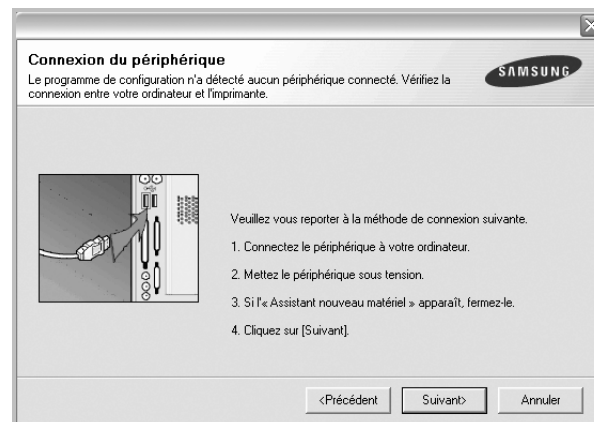 Connexion du périphérique
Le programme de configuration n'a détecté aucun périphérique connecté. Vérifiez la
connexion entre votre ordinateur et l'imprimante.
SAMSUNG
Veuillez vous reporter à la méthode de connexion suivante.
1. Connectez le périphérique à votre ordinateur.
2. Mettez le périphérique sous tension.
3. Si l'« Assistant nouveau matériel » apparaît, fermez-le.
4. Cliquez sur [Suivant].
<Précédent Suivant> Annuler